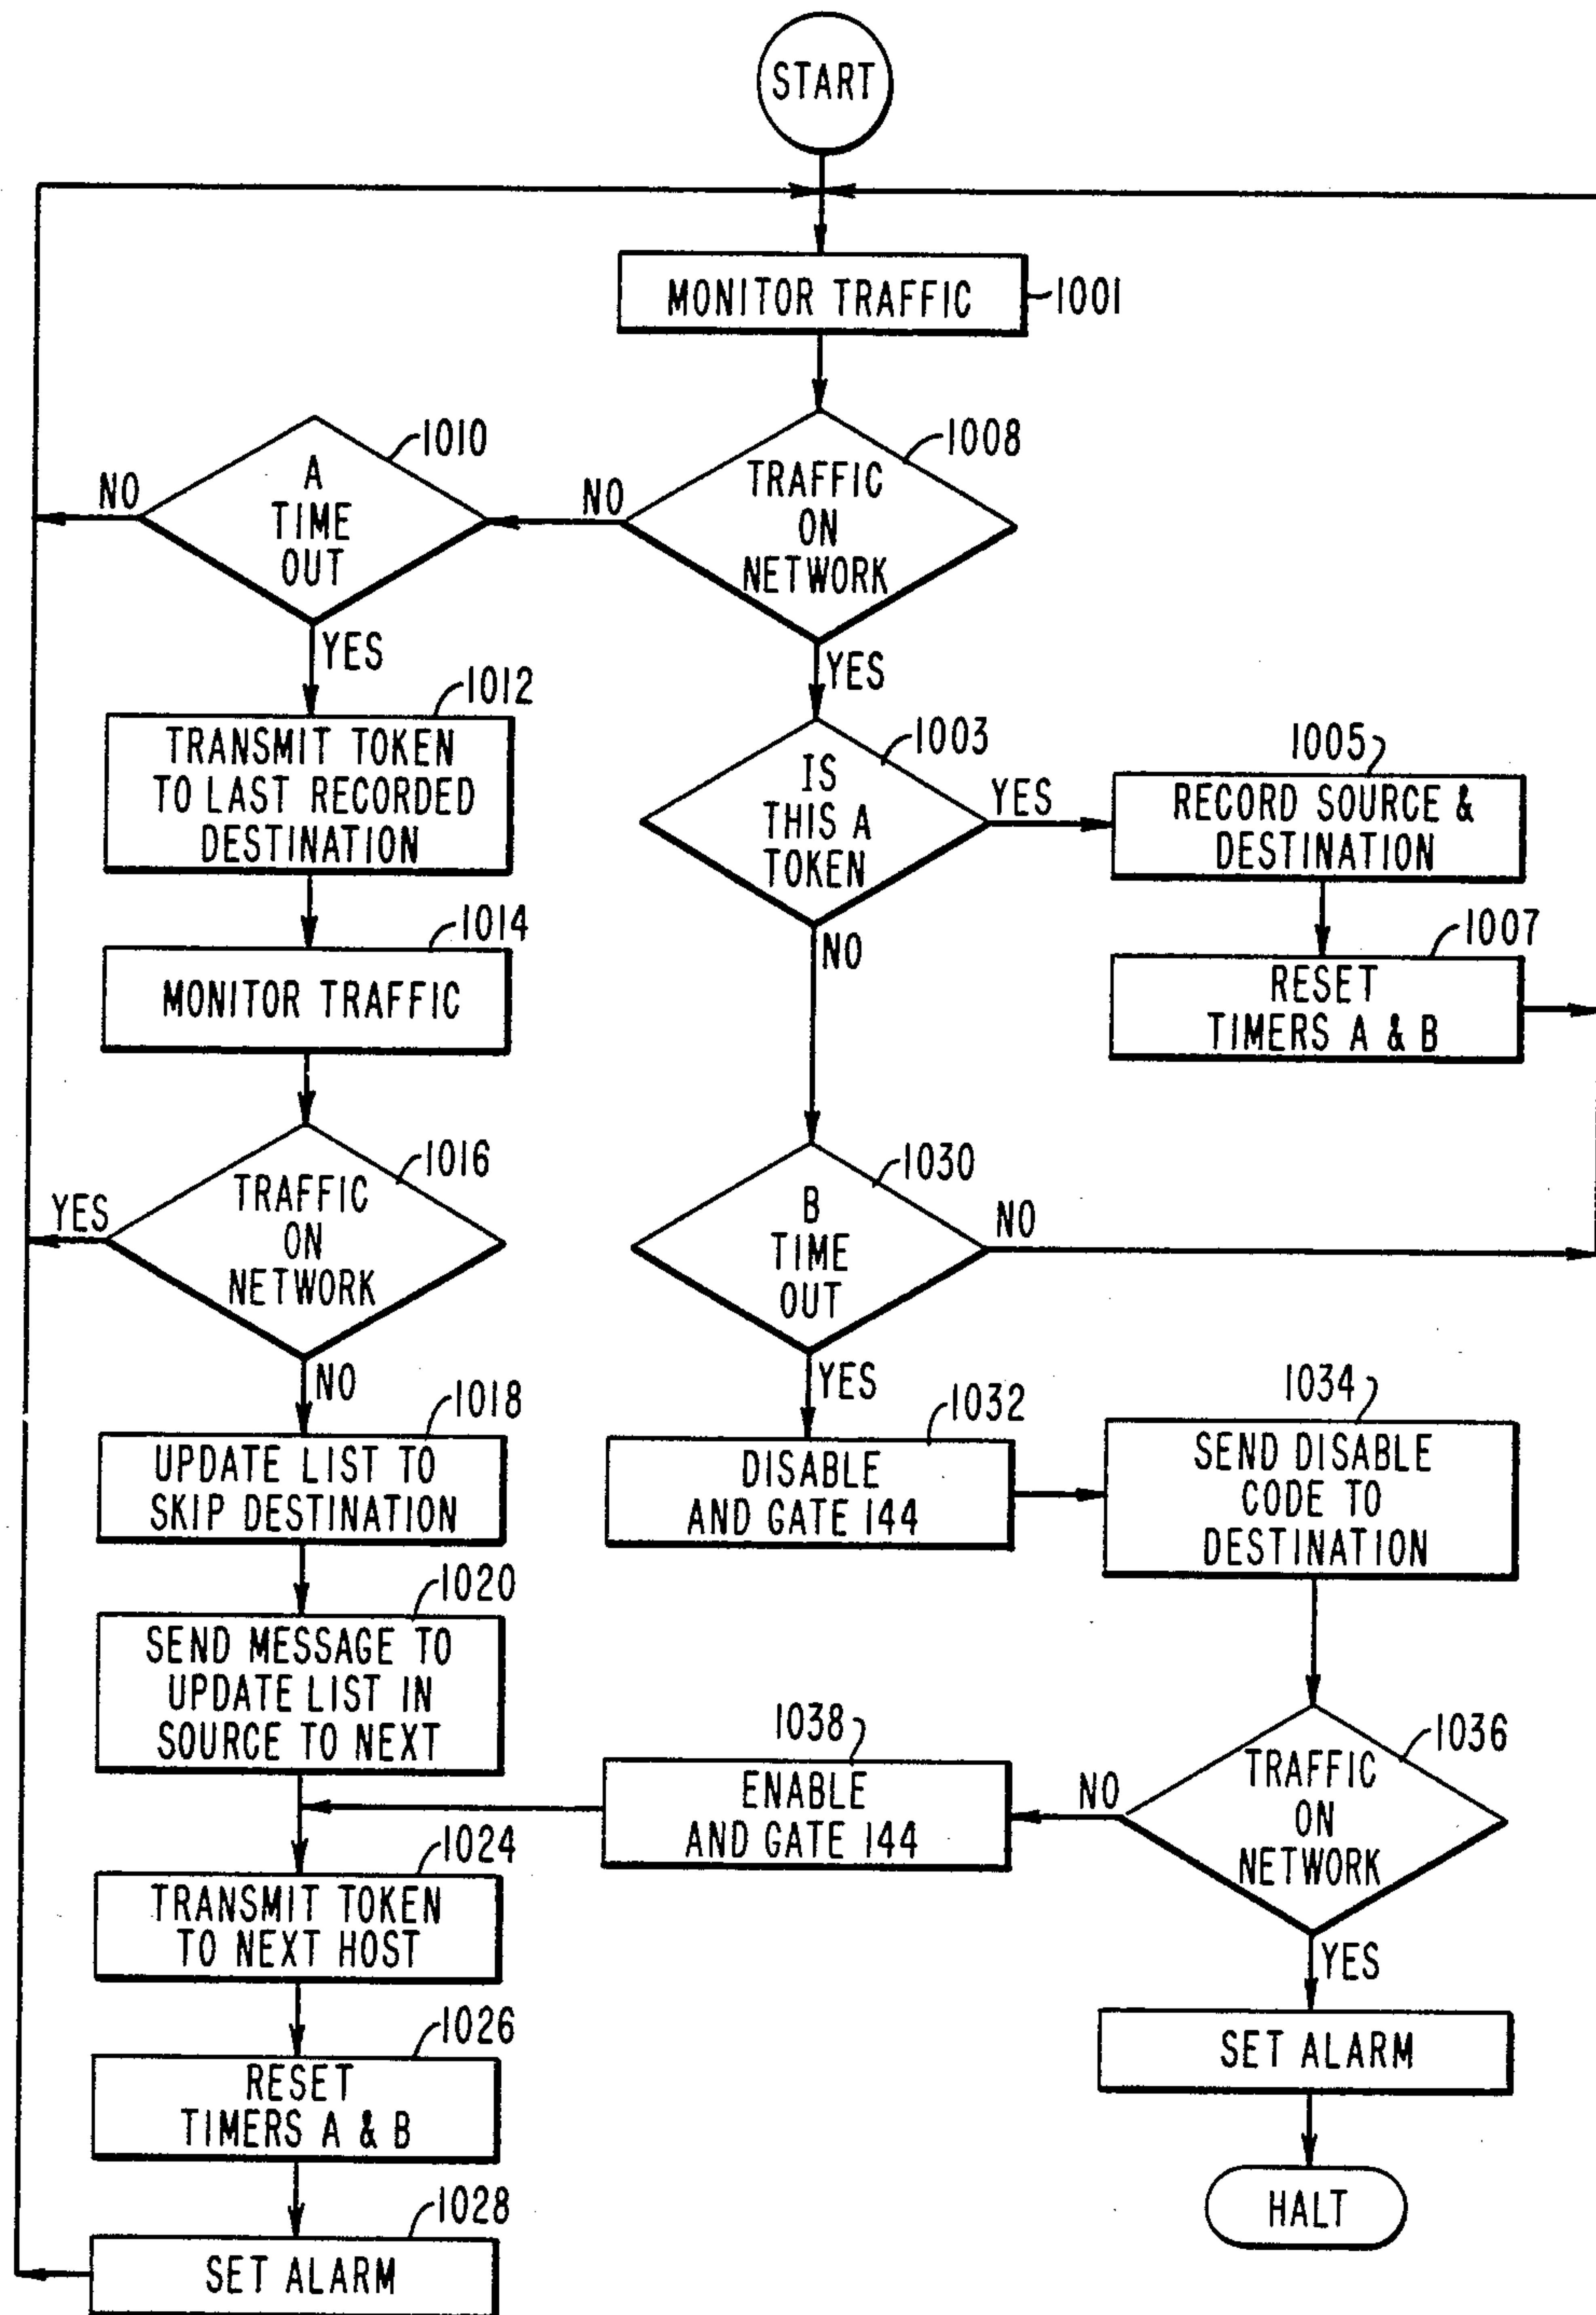 START
MONITOR TRAFFIC
1001
1010
A
TIME
OUT
NO
YES
NO
1008
TRAFFIC
ON
NETWORK
YES
1012
TRANSMIT TOKEN
TO LAST RECORDED
DESTINATION
1003
IS
THIS A
TOKEN
YES
NO
1005
RECORD SOURCE &
DESTINATION
1007
RESET
TIMERS A & B
1014
MONITOR TRAFFIC
1016
TRAFFIC
ON
NETWORK
YES
NO
1030
B
TIME
OUT
NO
YES
1018
UPDATE LIST TO
SKIP DESTINATION
1032
DISABLE
AND GATE 144
1034
SEND DISABLE
CODE TO
DESTINATION
1020
SEND MESSAGE TO
UPDATE LIST IN
SOURCE TO NEXT
1038
ENABLE
AND GATE 144
NO
1036
TRAFFIC
ON
NETWORK
YES
1024
TRANSMIT TOKEN
TO NEXT HOST
1026
RESET
TIMERS A & B
SET ALARM
1028
SET ALARM
HALT